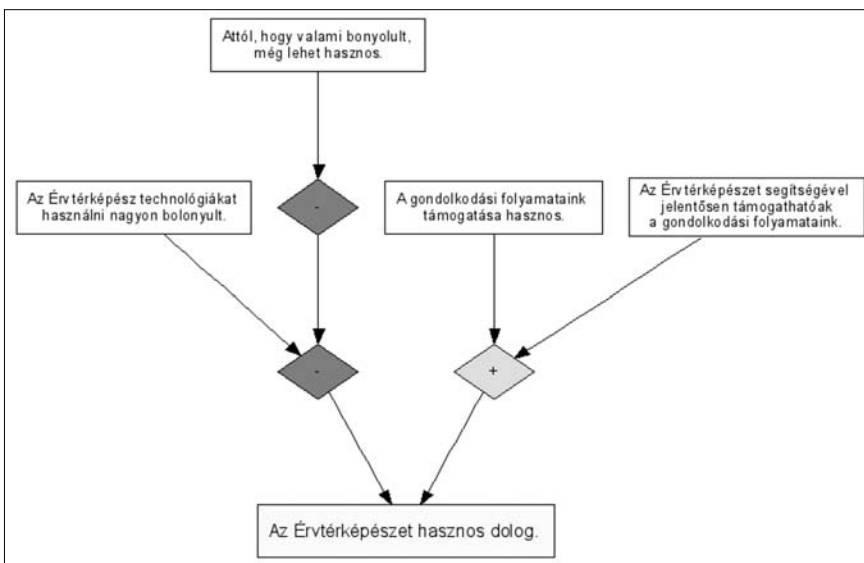 Attól, hogy valami bonyolult,
még lehet hasznos.
Az Érvtérképész technológiákat
használni nagyon bolonyult.
A gondolkodási folyamataink
támogatása hasznos.
Az Érvtérképészet segítségével
jelentősen támogathatóak
a gondolkodási folyamataink.
-
-
+
Az Érvtérképészet hasznos dolog.